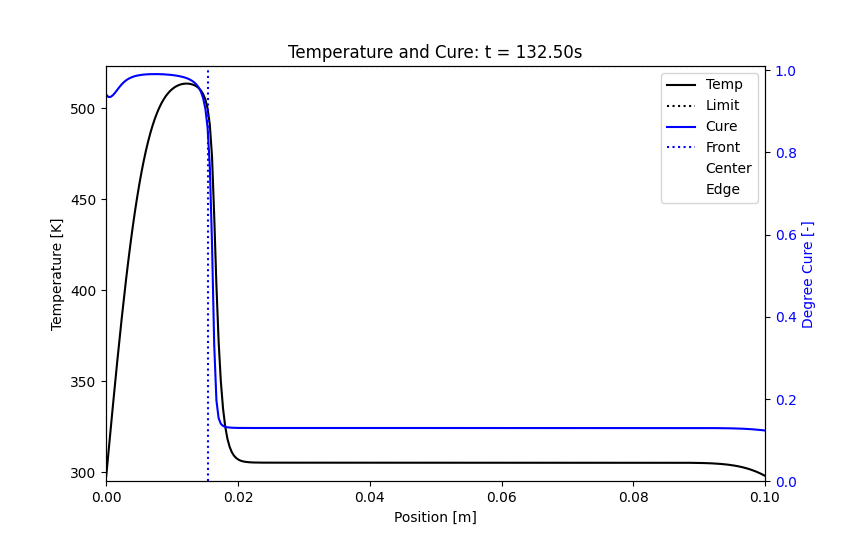 Temperature and Cure: t = 132.50s
Temp
Limit
Cure
Front
Center
Edge
Temperature [K]
500
450
400
350
300
Degree Cure [-]
1.0
0.8
0.6
0.4
0.2
0.0
0.00 0.02 0.04 0.06 0.08 0.10
Position [m]